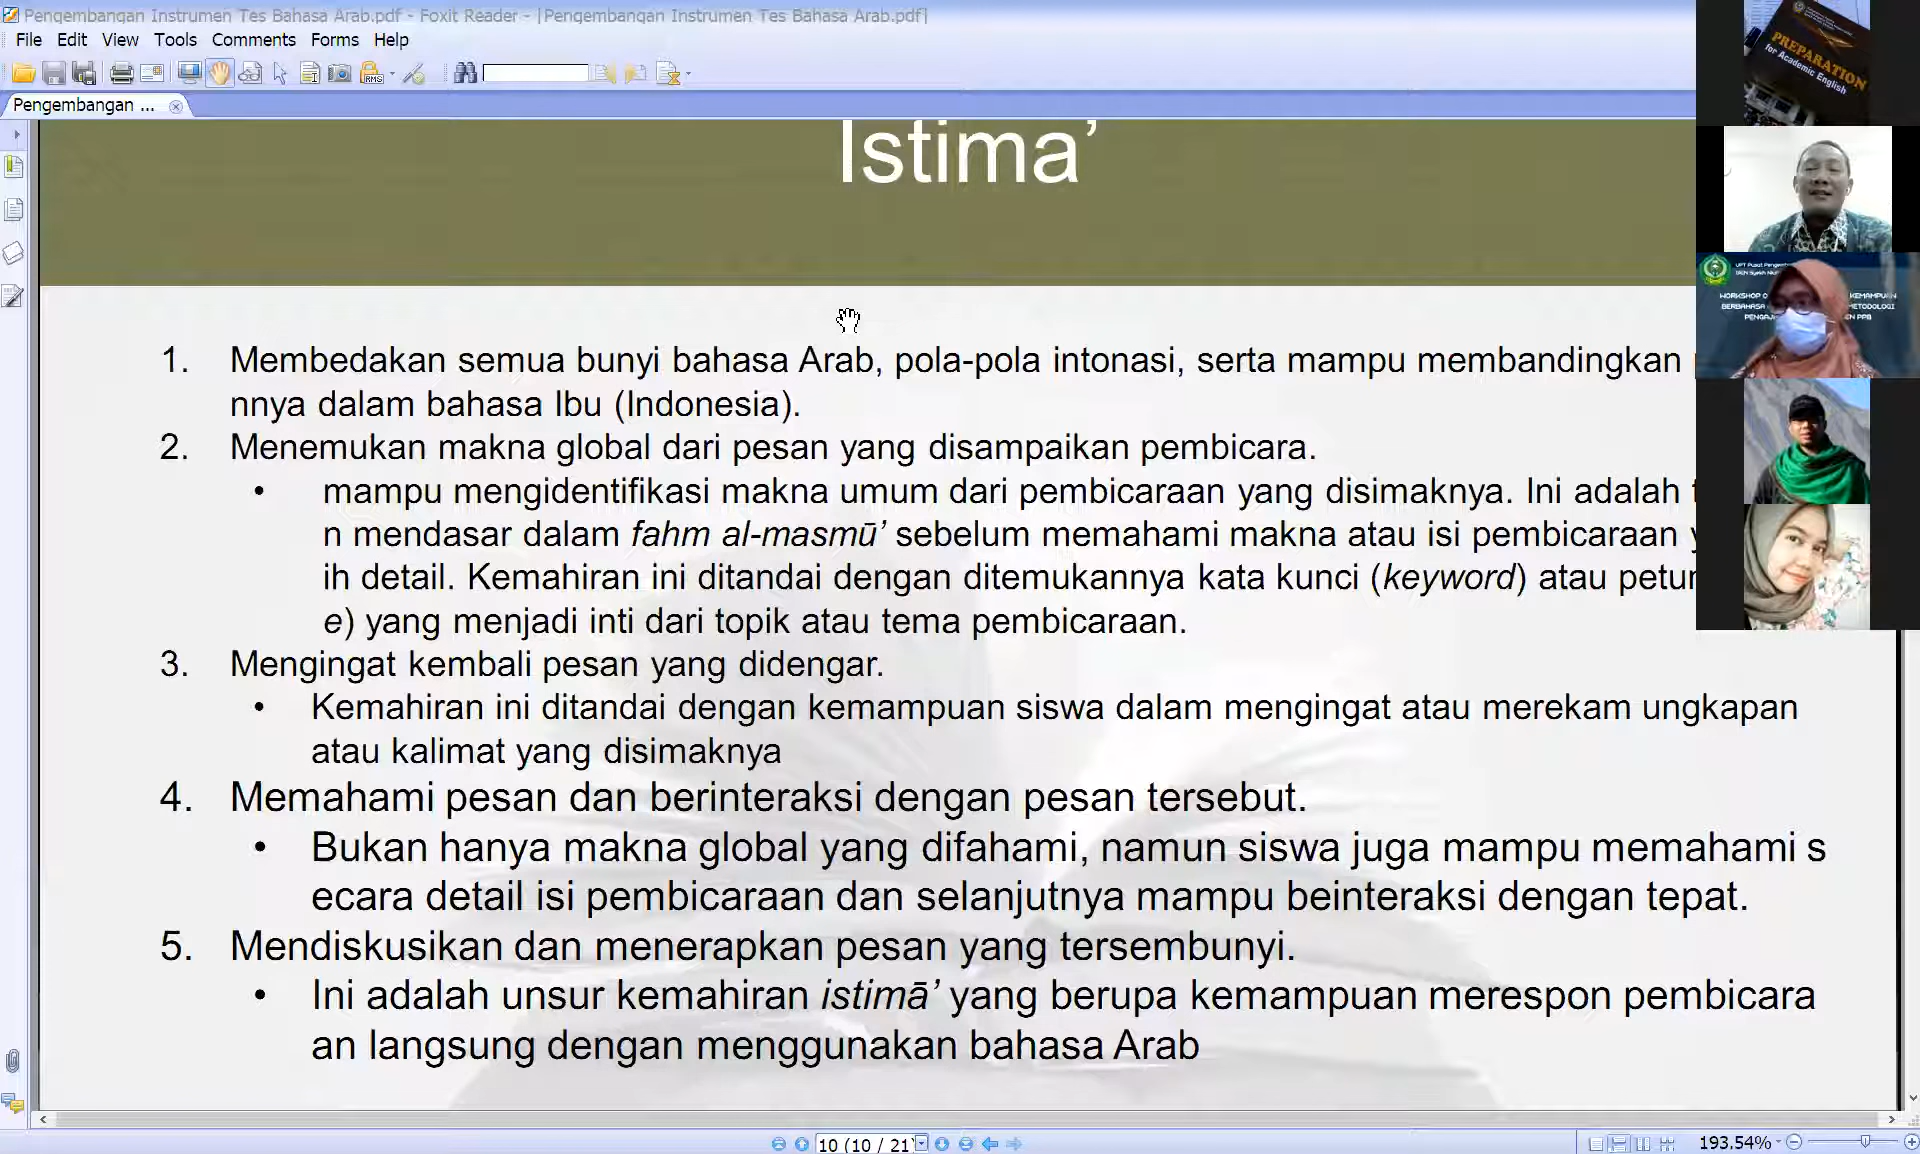 Pengembangan Instrumen Tes Bahasa Arab.pdf - Foxit Reader - [Pengembangan Instrumen Tes Bahasa Arab.pdf]
File Edit View Tools Comments Forms Help
RMS
Pengembangan ...
Istima’
1. Membedakan semua bunyi bahasa Arab, pola-pola intonasi, serta mampu membandingkan
nnya dalam bahasa Ibu (Indonesia).
2. Menemukan makna global dari pesan yang disampaikan pembicara.
• mampu mengidentifikasi makna umum dari pembicaraan yang disimaknya. Ini adalah
n mendasar dalam fahm al-masmū’ sebelum memahami makna atau isi pembicaraan
ih detail. Kemahiran ini ditandai dengan ditemukannya kata kunci (keyword) atau
e) yang menjadi inti dari topik atau tema pembicaraan.
3. Mengingat kembali pesan yang didengar.
• Kemahiran ini ditandai dengan kemampuan siswa dalam mengingat atau merekam ungkapan
atau kalimat yang disimaknya
4. Memahami pesan dan berinteraksi dengan pesan tersebut.
• Bukan hanya makna global yang difahami, namun siswa juga mampu memahami s
ecara detail isi pembicaraan dan selanjutnya mampu beinteraksi dengan tepat.
5. Mendiskusikan dan menerapkan pesan yang tersembunyi.
• Ini adalah unsur kemahiran istimā’ yang berupa kemampuan merespon pembicara
an langsung dengan menggunakan bahasa Arab
10 (10 / 21)
193.54%
PREPARATION
for Academic English
UPT Pusat
WORKSHOP
KEMAMPUAN
BERBAHASA
METODOLOGI
PPB